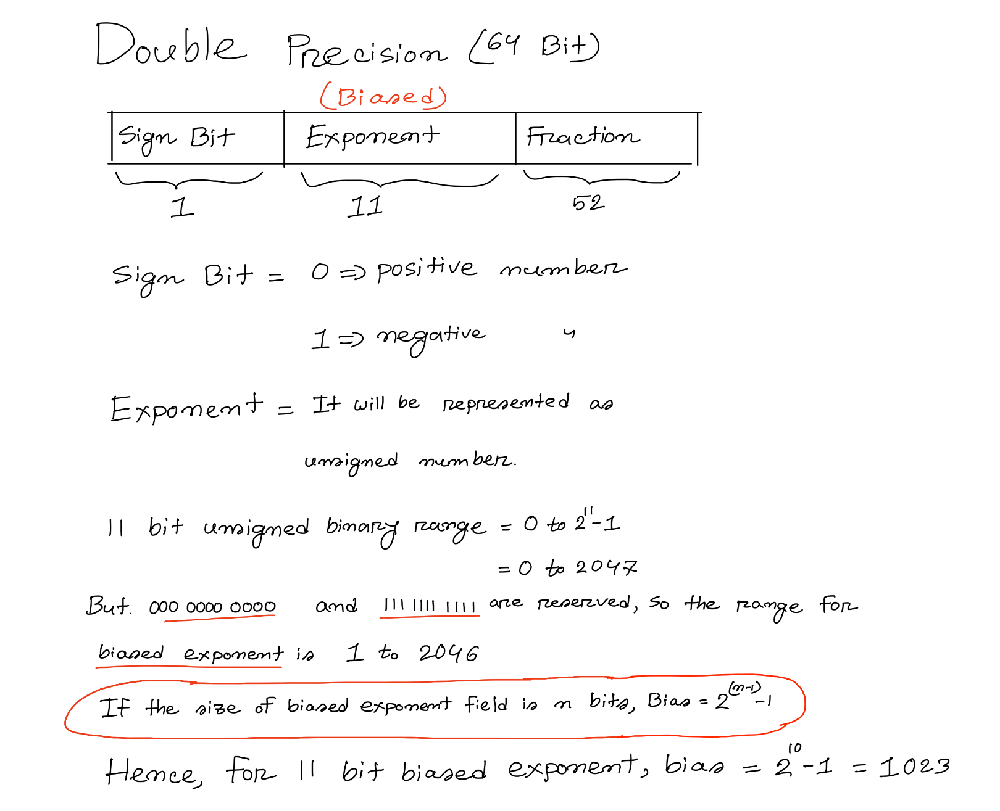 Double Precision (64 Bit)
(Biased)
Sign Bit Exponent Fraction
1 11 52
Sign Bit = 0 ⇒ positive number
1 ⇒ negative "
Exponent = It will be represented as
unsigned number.
11 bit unsigned binary range = 0 to 2^11 - 1
= 0 to 2047
But. 000 0000 0000 and 111 1111 1111 are reserved, so the range for
biased exponent is 1 to 2046
If the size of biased exponent field is n bits, Bias = 2^(n-1) - 1
Hence, for 11 bit biased exponent, bias = 2^10 - 1 = 1023